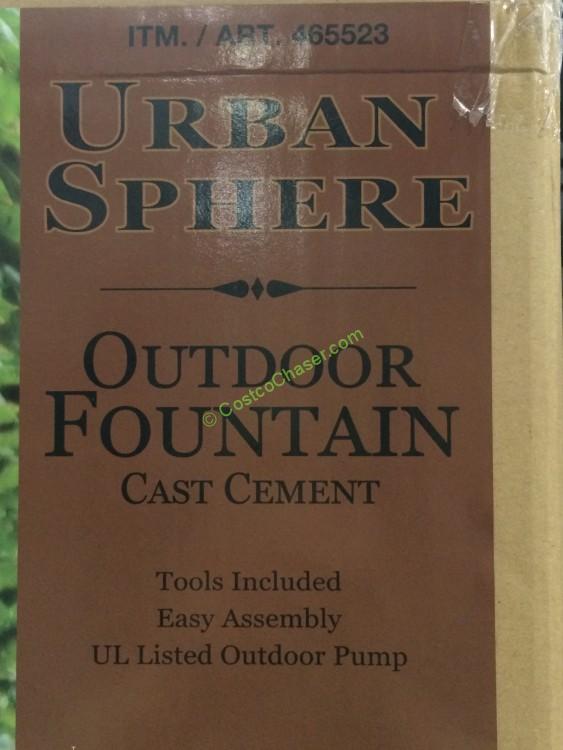 ITM. / ART. 465523
URBAN
SPHERE
OUTDOOR
© CostcoChaser.com
FOUNTAIN
CAST CEMENT
Tools Included
Easy Assembly
UL Listed Outdoor Pump